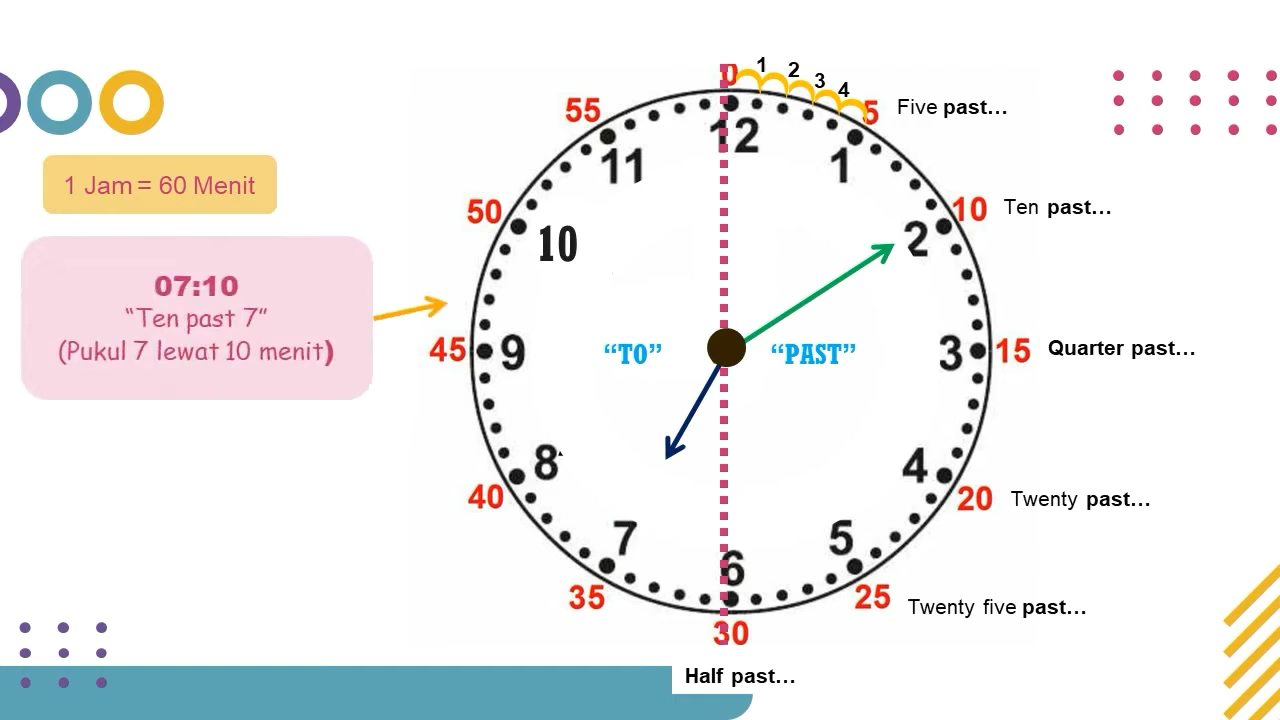 1 Jam = 60 Menit
07:10
“Ten past 7”
(Pukul 7 lewat 10 menit)
0
1
2
3
4
5
Five past...
55
12
11
1
50
10
2
10
Ten past...
45
9
“TO”
“PAST”
3
15
Quarter past...
8
4
40
20
Twenty past...
7
5
6
35
25
Twenty five past...
30
Half past...